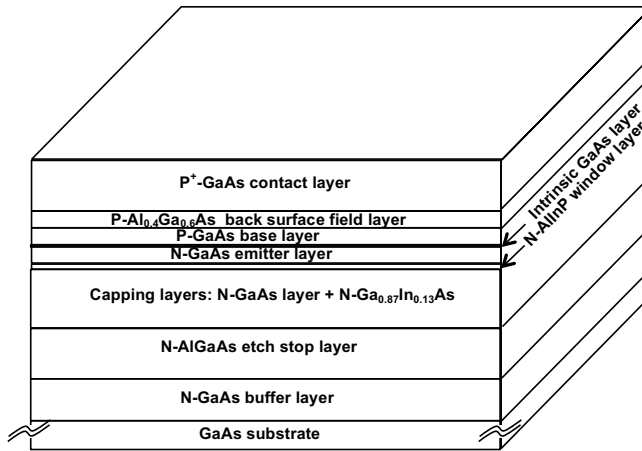 P⁺-GaAs contact layer
P-Al₀.₄Ga₀.₆As back surface field layer
P-GaAs base layer
N-GaAs emitter layer
Intrinsic GaAs layer
N-AlInP window layer
Capping layers: N-GaAs layer + N-Ga₀.₈₇In₀.₁₃As
N-AlGaAs etch stop layer
N-GaAs buffer layer
GaAs substrate